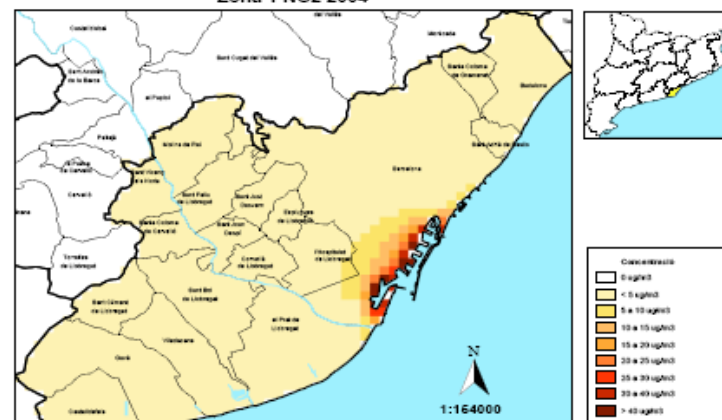 Zona 1 NO2 2004
del Vallès
Castellbisbal
Montcada
Sant Cugat del Vallès
Sant Andreu
de la Barca
Santa Coloma
de Gramenet
el Papiol
Badalona
Pallejà
Molins de Rei
Sant Adrià de Besòs
Barcelona
Cervelló
Sant Feliu
de Llobregat
Sant Just
Desvern
Esplugues
de Llobregat
Santa Coloma
de Cervelló
Sant Joan
Despí
Cornellà
de Llobregat
l'Hospitalet
de Llobregat
Torrelles
de Llobregat
Sant Boi
de Llobregat
Sant Climent
de Llobregat
el Prat de
Llobregat
Viladecans
Gavà
Castelldefels
N
1:164000
Concentració
0 ug/m3
< 5 ug/m3
5 a 10 ug/m3
10 a 15 ug/m3
15 a 20 ug/m3
20 a 25 ug/m3
25 a 30 ug/m3
30 a 40 ug/m3
> 40 ug/m3